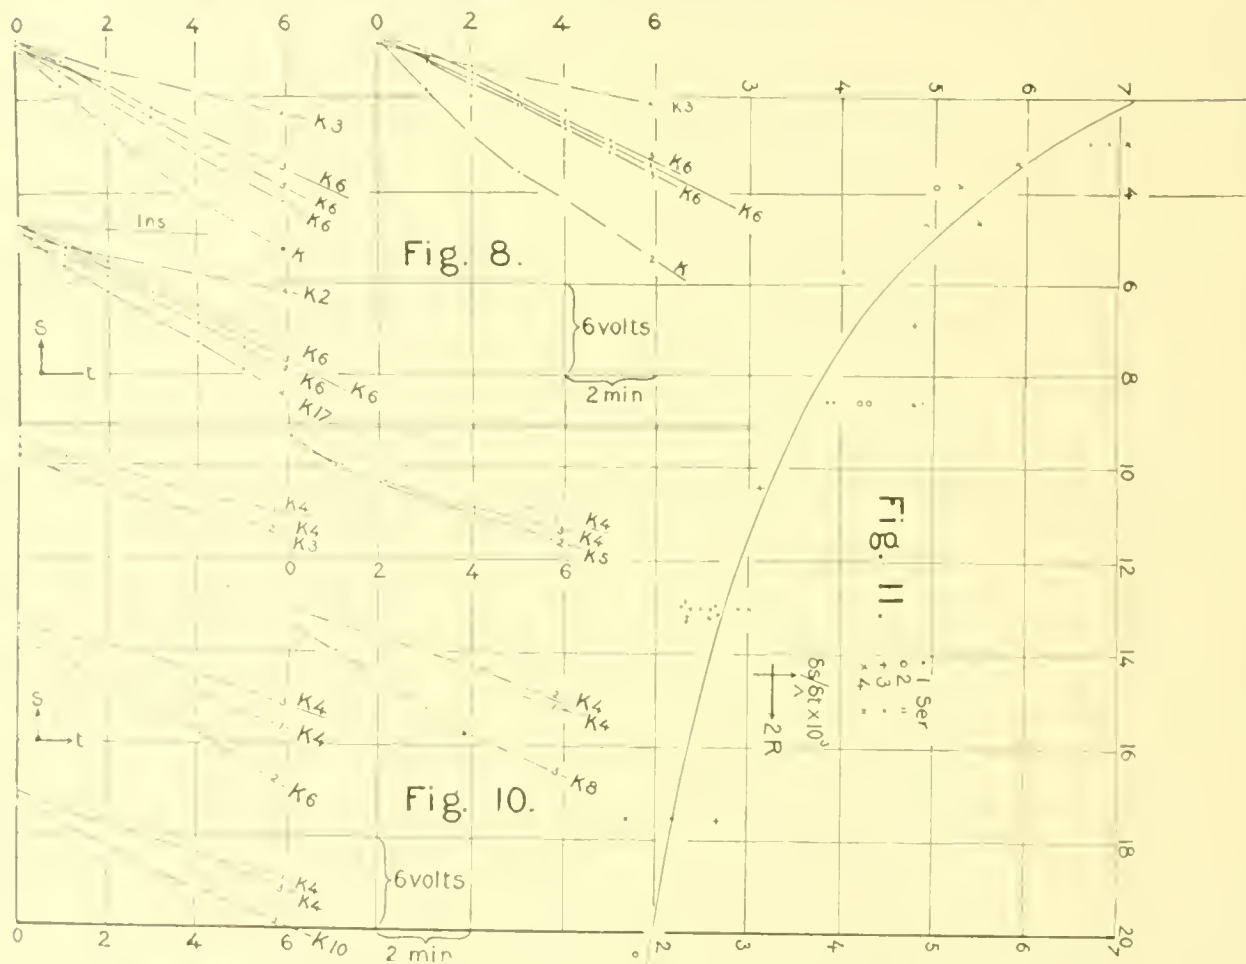 0 2 6 0 2 4 6
K3
K6
K6
K6
K
K3
K6
K6
K6
K
Ins
Fig. 8.
K2
K6
K6
K6
K17
S
t
6 volts
2 min
K4
K4
K3
K4
K4
K5
0 2 4 6
K4
K4
K6
K4
K4
K8
S
t
Fig. 10.
6 volts
2 min
K4
K4
K10
0 2 4 6
3 4 5 6 7
4
6
8
10
12
14
16
18
20
2 3 4 5 6 7
Fig. 11.
· 1 Ser
o 2 "
+ 3 "
× 4 "
2R